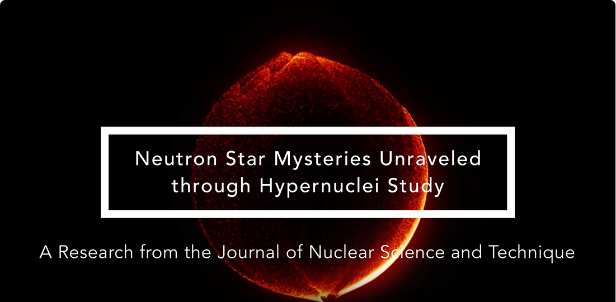 Neutron Star Mysteries Unraveled
through Hypernuclei Study
A Research from the Journal of Nuclear Science and Technique